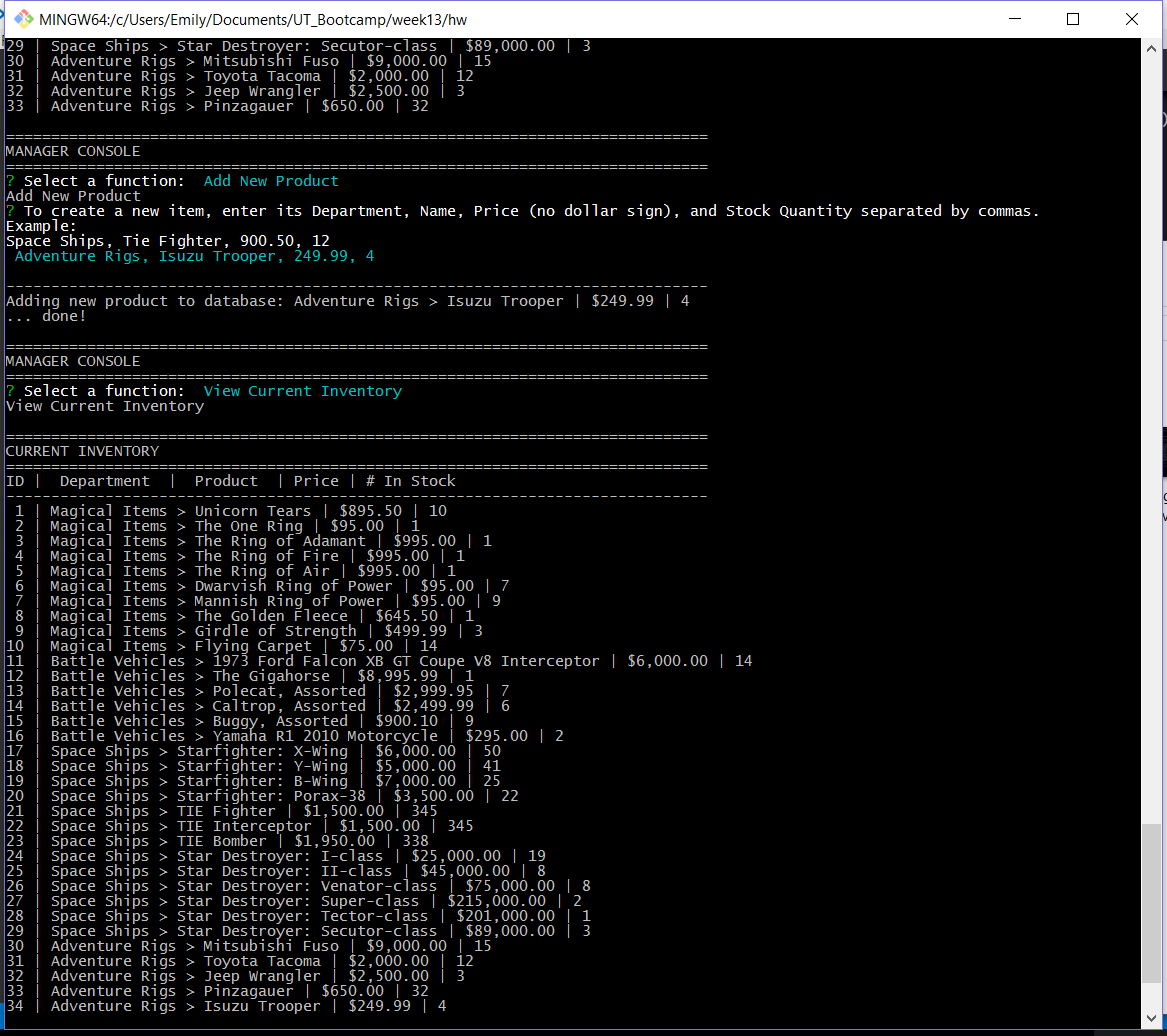 MINGW64:/c/Users/Emily/Documents/UT_Bootcamp/week13/hw
29 | Space Ships > Star Destroyer: Secutor-class | $89,000.00 | 3
30 | Adventure Rigs > Mitsubishi Fuso | $9,000.00 | 15
31 | Adventure Rigs > Toyota Tacoma | $2,000.00 | 12
32 | Adventure Rigs > Jeep Wrangler | $2,500.00 | 3
33 | Adventure Rigs > Pinzagauer | $650.00 | 32
==============================================================================
MANAGER CONSOLE
==============================================================================
? Select a function:  Add New Product
Add New Product
? To create a new item, enter its Department, Name, Price (no dollar sign), and Stock Quantity separated by commas.
Example:
Space Ships, Tie Fighter, 900.50, 12
Adventure Rigs, Isuzu Trooper, 249.99, 4
------------------------------------------------------------------------------
Adding new product to database: Adventure Rigs > Isuzu Trooper | $249.99 | 4
... done!
==============================================================================
MANAGER CONSOLE
==============================================================================
? Select a function:  View Current Inventory
View Current Inventory
==============================================================================
CURRENT INVENTORY
==============================================================================
ID |  Department  |  Product  | Price | # In Stock
------------------------------------------------------------------------------
1 | Magical Items > Unicorn Tears | $895.50 | 10
2 | Magical Items > The One Ring | $95.00 | 1
3 | Magical Items > The Ring of Adamant | $995.00 | 1
4 | Magical Items > The Ring of Fire | $995.00 | 1
5 | Magical Items > The Ring of Air | $995.00 | 1
6 | Magical Items > Dwarvish Ring of Power | $95.00 | 7
7 | Magical Items > Mannish Ring of Power | $95.00 | 9
8 | Magical Items > The Golden Fleece | $645.50 | 1
9 | Magical Items > Girdle of Strength | $499.99 | 3
10 | Magical Items > Flying Carpet | $75.00 | 14
11 | Battle Vehicles > 1973 Ford Falcon XB GT Coupe V8 Interceptor | $6,000.00 | 14
12 | Battle Vehicles > The Gigahorse | $8,995.99 | 1
13 | Battle Vehicles > Polecat, Assorted | $2,999.95 | 7
14 | Battle Vehicles > Caltrop, Assorted | $2,499.99 | 6
15 | Battle Vehicles > Buggy, Assorted | $900.10 | 9
16 | Battle Vehicles > Yamaha R1 2010 Motorcycle | $295.00 | 2
17 | Space Ships > Starfighter: X-Wing | $6,000.00 | 50
18 | Space Ships > Starfighter: Y-Wing | $5,000.00 | 41
19 | Space Ships > Starfighter: B-Wing | $7,000.00 | 25
20 | Space Ships > Starfighter: Porax-38 | $3,500.00 | 22
21 | Space Ships > TIE Fighter | $1,500.00 | 345
22 | Space Ships > TIE Interceptor | $1,500.00 | 345
23 | Space Ships > TIE Bomber | $1,950.00 | 338
24 | Space Ships > Star Destroyer: I-class | $25,000.00 | 19
25 | Space Ships > Star Destroyer: II-class | $45,000.00 | 8
26 | Space Ships > Star Destroyer: Venator-class | $75,000.00 | 8
27 | Space Ships > Star Destroyer: Super-class | $215,000.00 | 2
28 | Space Ships > Star Destroyer: Tector-class | $201,000.00 | 1
29 | Space Ships > Star Destroyer: Secutor-class | $89,000.00 | 3
30 | Adventure Rigs > Mitsubishi Fuso | $9,000.00 | 15
31 | Adventure Rigs > Toyota Tacoma | $2,000.00 | 12
32 | Adventure Rigs > Jeep Wrangler | $2,500.00 | 3
33 | Adventure Rigs > Pinzagauer | $650.00 | 32
34 | Adventure Rigs > Isuzu Trooper | $249.99 | 4